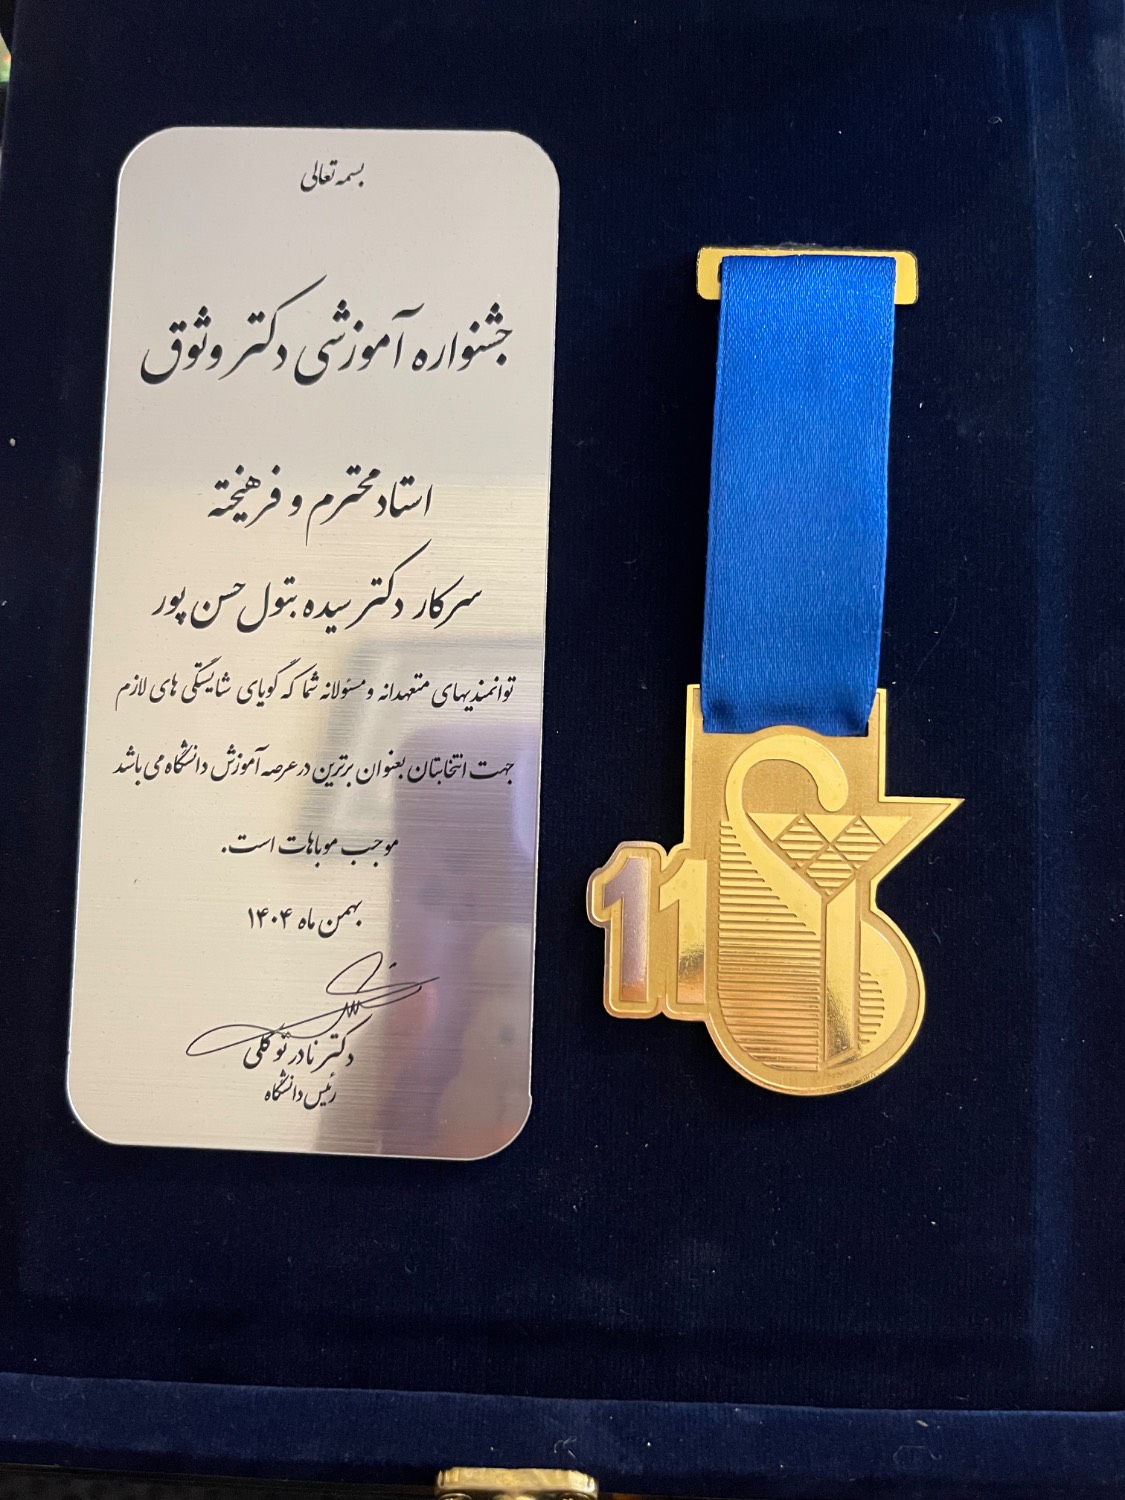 بسمه تعالی
جشنواره آموزشی دکتر وثوق
استاد محترم و فرهیخته
سرکار دکتر سیده بتول حسن پور
توانمندیهای متعهدانه و مسئولانه شما که گویای شایستگی های لازم
جهت انتخابتان بعنوان برترین در عرصه آموزش دانشگاه می باشد
موجب موباهات است.
بهمن ماه ۱۴۰۴
دکتر نادر توکلی
رئیس دانشگاه
11